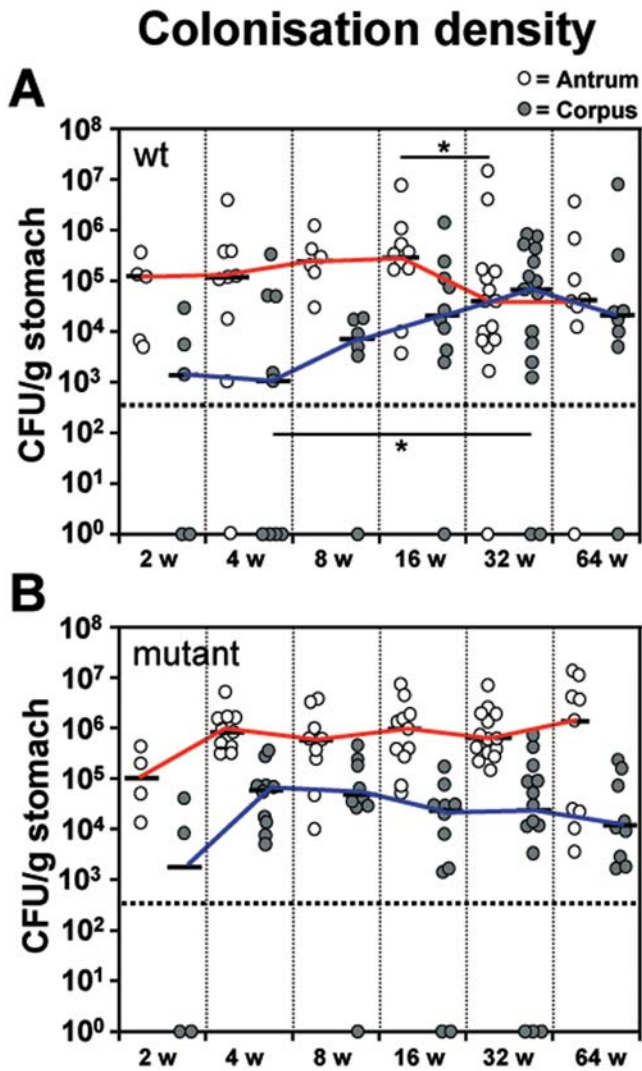 Colonisation density
○ = Antrum
● = Corpus
A
wt
CFU/g stomach
10⁸
10⁷
10⁶
10⁵
10⁴
10³
10²
10¹
10⁰
*
*
2 w 4 w 8 w 16 w 32 w 64 w
B
mutant
CFU/g stomach
10⁸
10⁷
10⁶
10⁵
10⁴
10³
10²
10¹
10⁰
2 w 4 w 8 w 16 w 32 w 64 w